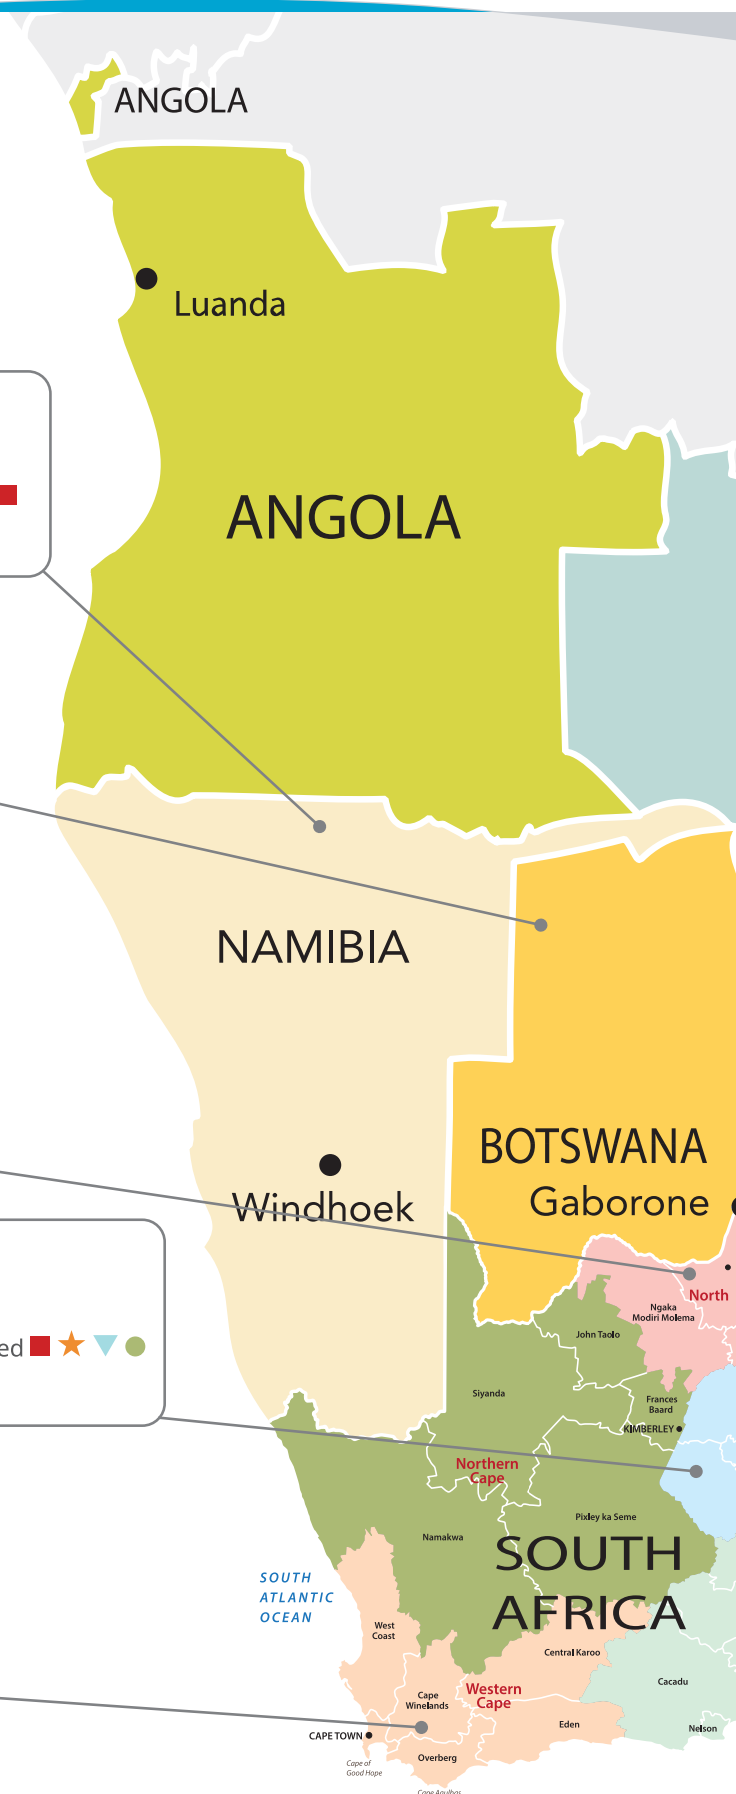 ANGOLA
Luanda
ANGOLA
NAMIBIA
BOTSWANA
Gaborone
Windhoek
North
Ngaka
Modiri Molema
John Taolo
ed
Siyanda
Frances
Baard
KIMBERLEY
Northern
Cape
Pixley ka Seme
Namakwa
SOUTH
AFRICA
SOUTH
ATLANTIC
OCEAN
West
Coast
Central Karoo
Cacadu
Western
Cape
Cape
Winelands
Eden
Nelson
CAPE TOWN
Overberg
Cape of
Good Hope
Cape Agulhas